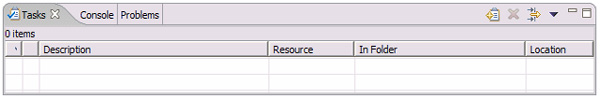 Tasks Console Problems
0 items
Description Resource In Folder Location